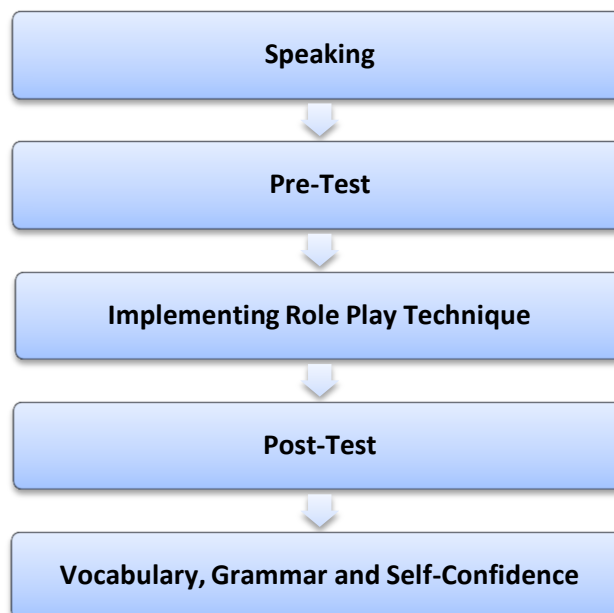 Speaking
Pre-Test
Implementing Role Play Technique
Post-Test
Vocabulary, Grammar and Self-Confidence